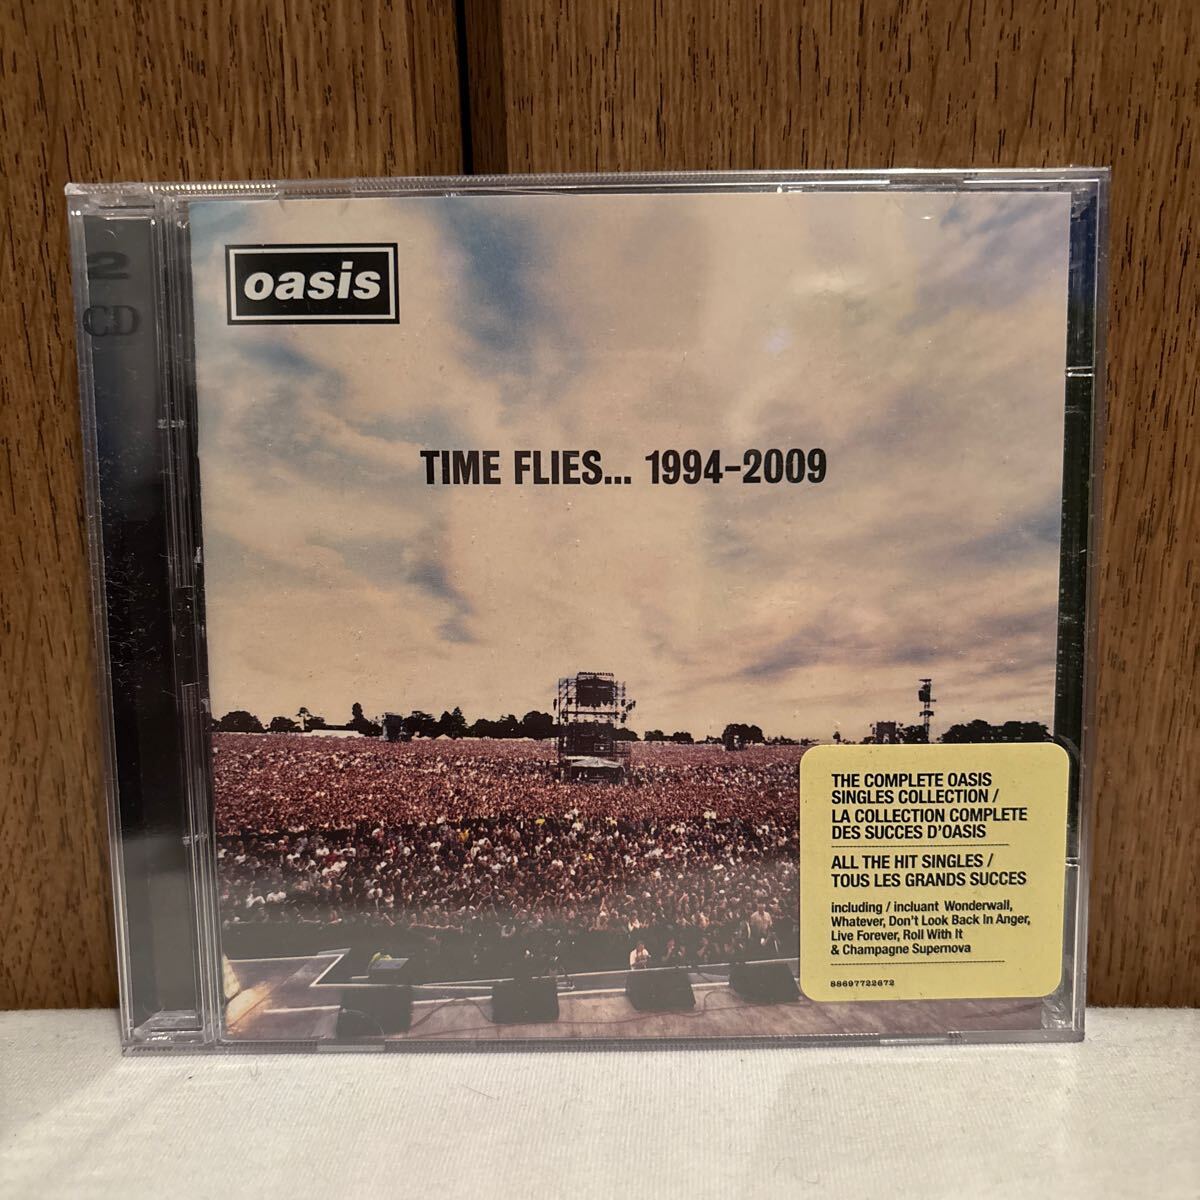 2
CD
oasis
TIME FLIES... 1994-2009
THE COMPLETE OASIS
SINGLES COLLECTION /
LA COLLECTION COMPLETE
DES SUCCES D'OASIS
ALL THE HIT SINGLES /
TOUS LES GRANDS SUCCES
including / incluant Wonderwall,
Whatever, Don't Look Back In Anger,
Live Forever, Roll With It
& Champagne Supernova
88697722672